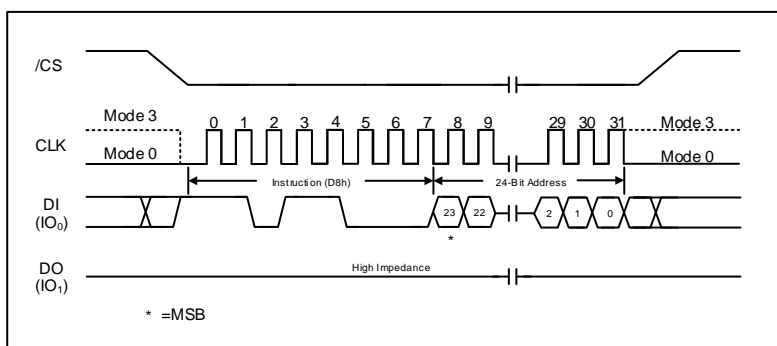 /CS
Mode 3
0 1 2 3 4 5 6 7 8 9 29 30 31
Mode 3
CLK
Mode 0
Mode 0
Instruction (D8h)
24-Bit Address
DI
(IO₀)
23 22 2 1 0
*
DO
(IO₁)
High Impedance
* =MSB